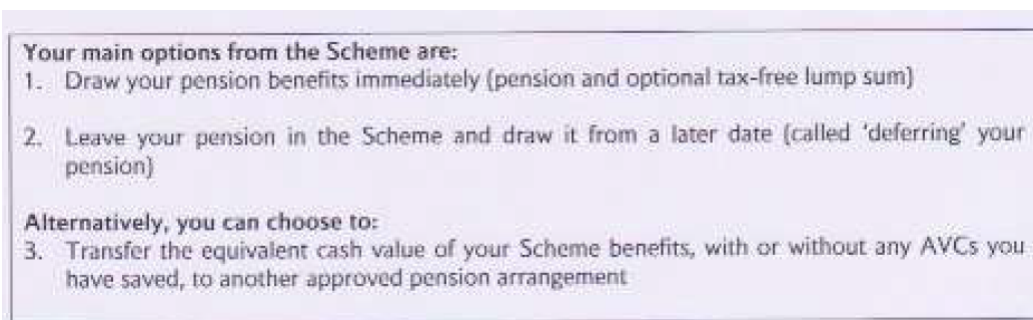 Your main options from the Scheme are:
1. Draw your pension benefits immediately (pension and optional tax-free lump sum)
2. Leave your pension in the Scheme and draw it from a later date (called 'deferring' your
pension)
Alternatively, you can choose to:
3. Transfer the equivalent cash value of your Scheme benefits, with or without any AVCs you
have saved, to another approved pension arrangement